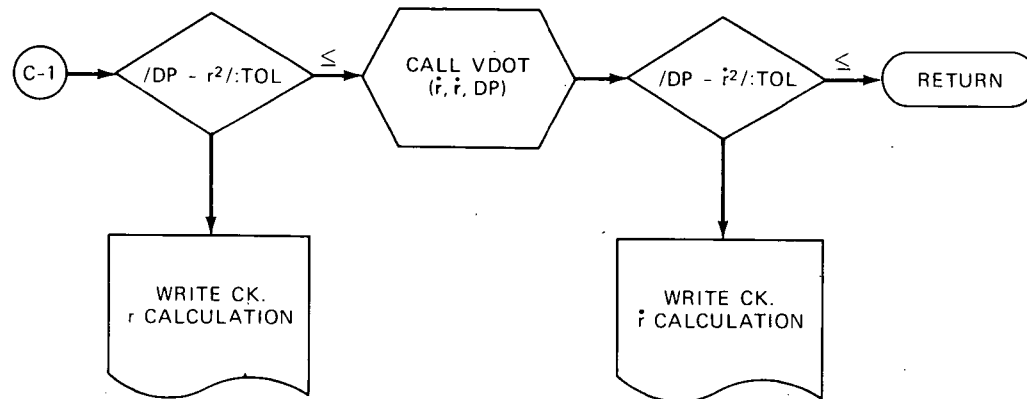 C-1
/DP - r²/:TOL
≤
CALL VDOT
(ṙ, ṙ, DP)
/DP - ṙ²/:TOL
≤
RETURN
WRITE CK.
r CALCULATION
WRITE CK.
ṙ CALCULATION